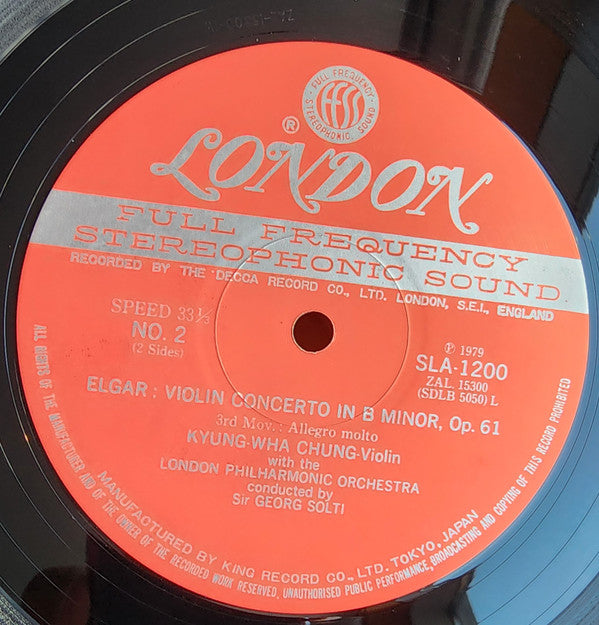 FULL FREQUENCY
ffss
STEREOPHONIC SOUND
®
LONDON
FULL FREQUENCY
STEREOPHONIC SOUND
RECORDED BY THE DECCA RECORD CO., LTD. LONDON, S.E.I., ENGLAND
SPEED 33 1/3
NO. 2
(2 Sides)
℗ 1979
SLA-1200
ZAL. 15300
(SDLB 5050) L
ELGAR : VIOLIN CONCERTO IN B MINOR, Op. 61
3rd Mov.: Allegro molto
KYUNG-WHA CHUNG-Violin
with the
LONDON PHILHARMONIC ORCHESTRA
conducted by
Sir GEORG SOLTI
MANUFACTURED BY KING RECORD CO., LTD. TOKYO, JAPAN
ALL RIGHTS OF THE MANUFACTURER AND OF THE OWNER OF THE RECORDED WORK RESERVED, UNAUTHORISED PUBLIC PERFORMANCE, BROADCASTING AND COPYING OF THIS RECORD PROHIBITED